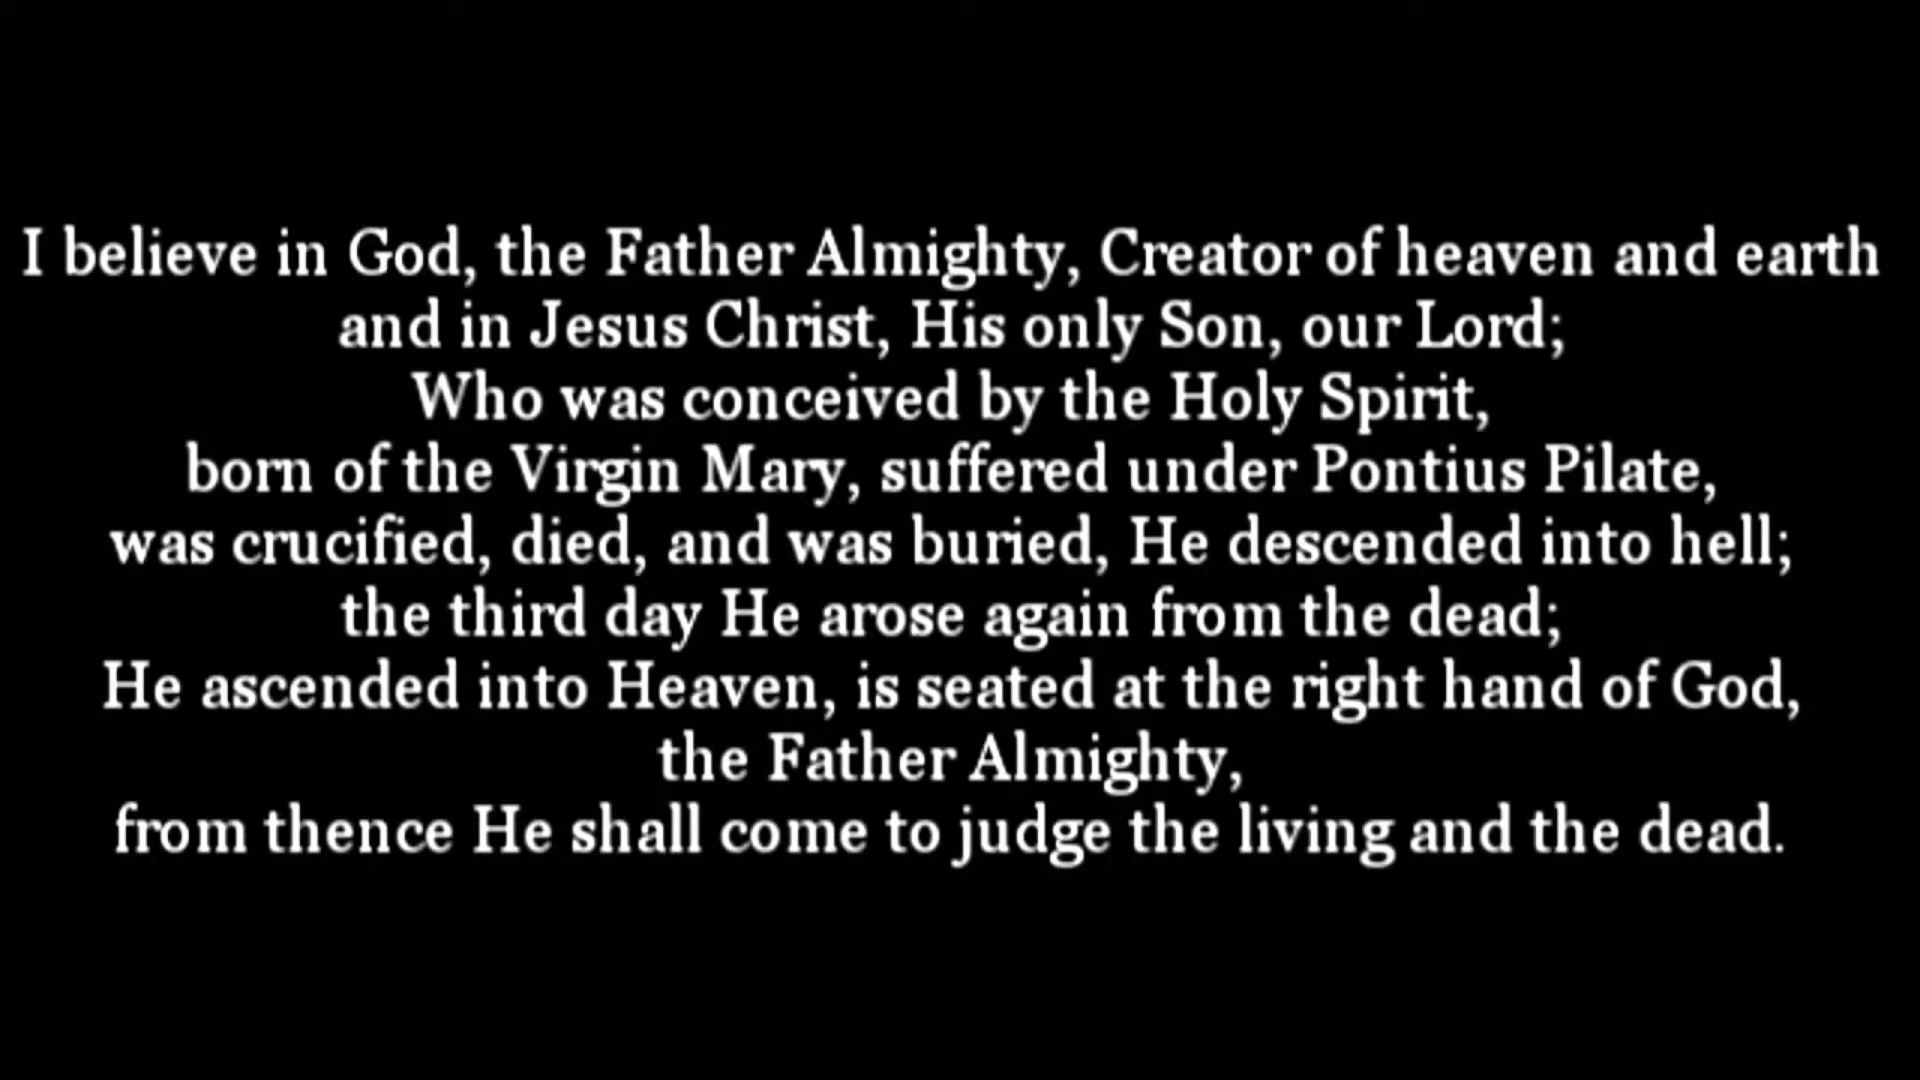 I believe in God, the Father Almighty, Creator of heaven and earth
and in Jesus Christ, His only Son, our Lord;
Who was conceived by the Holy Spirit,
born of the Virgin Mary, suffered under Pontius Pilate,
was crucified, died, and was buried, He descended into hell;
the third day He arose again from the dead;
He ascended into Heaven, is seated at the right hand of God,
the Father Almighty,
from thence He shall come to judge the living and the dead.